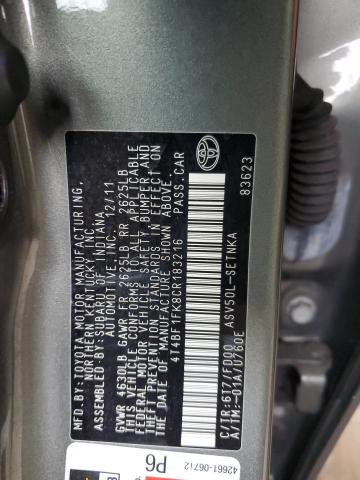 MFD. BY: TOYOTA MOTOR MANUFACTURING,
NORTHERN KENTUCKY, INC.
ASSEMBLED BY: SUBARU OF INDIANA
AUTOMOTIVE, INC. 12/11
GVWR 4630LB GAWR FR 2625LB RR 2625LB
THIS VEHICLE CONFORMS TO ALL APPLICABLE
FEDERAL MOTOR VEHICLE SAFETY, BUMPER, AND
THEFT PREVENTION STANDARDS IN EFFECT ON
THE DATE OF MANUFACTURE SHOWN ABOVE.
4T4BF1FK8CR183216 PASS.CAR
C/TR:6T7/FD00
A/TM:-01A/U760E
ASV50L-SETNKA
83623
42661-06712
P6